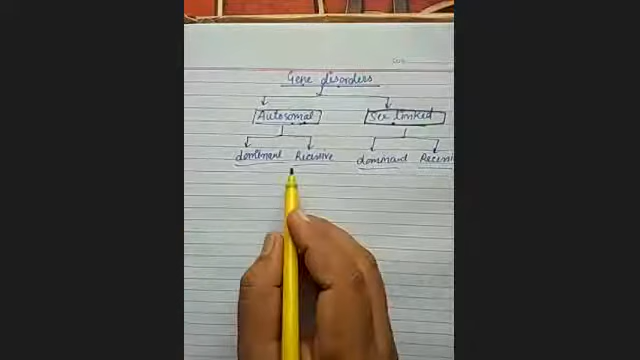 Gene disorders
Autosomal Sex linked
dominant Recessive dominant Recessi